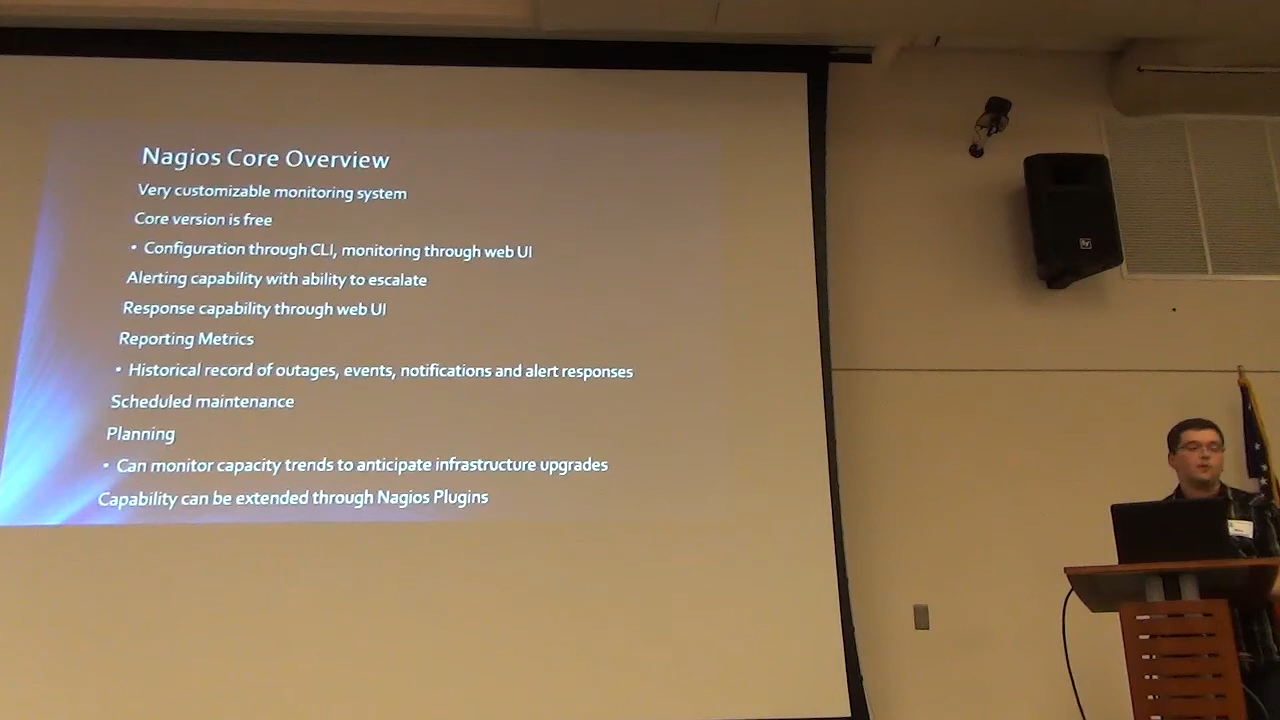 Nagios Core Overview
Very customizable monitoring system
Core version is free
• Configuration through CLI, monitoring through web UI
Alerting capability with ability to escalate
Response capability through web UI
Reporting Metrics
• Historical record of outages, events, notifications and alert responses
Scheduled maintenance
Planning
• Can monitor capacity trends to anticipate infrastructure upgrades
Capability can be extended through Nagios Plugins